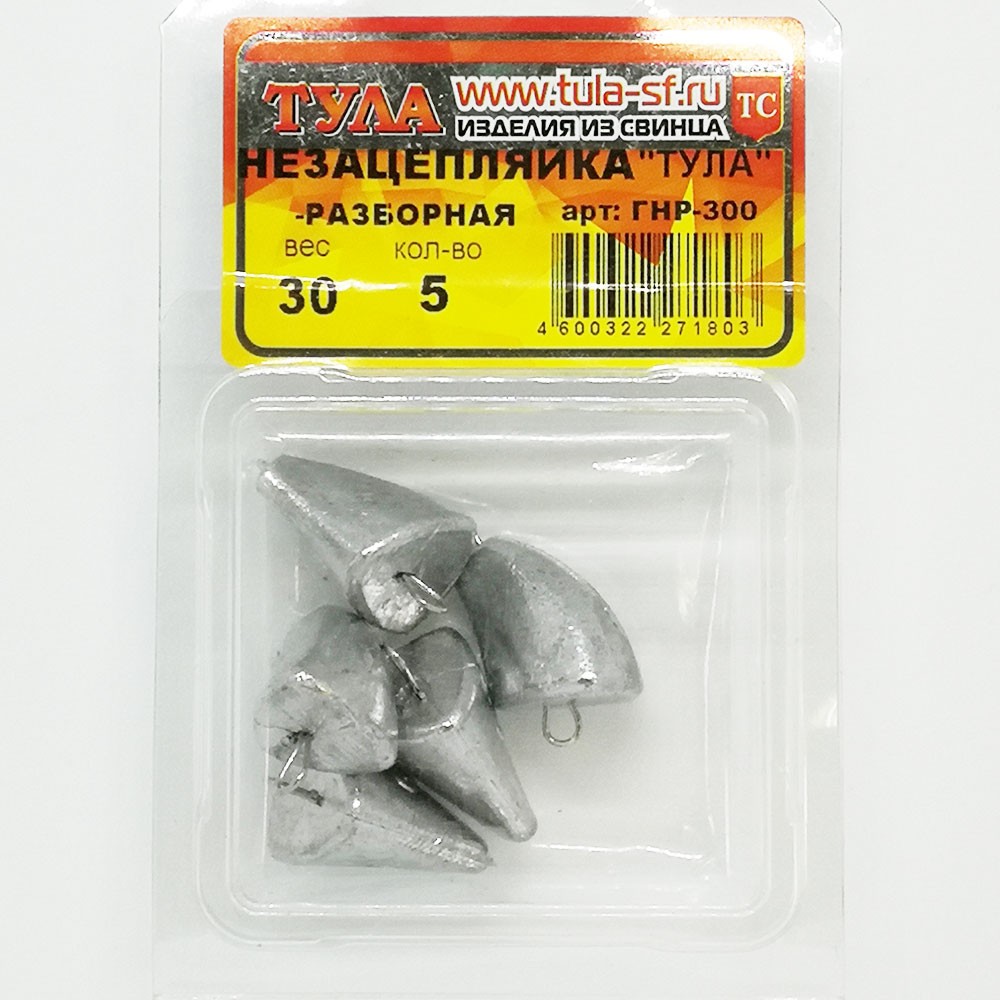 ТУЛА www.tula-sf.ru ТС
ИЗДЕЛИЯ ИЗ СВИНЦА
НЕЗАЦЕПЛЯЙКА "ТУЛА"
-РАЗБОРНАЯ арт: ГНР-300
вес кол-во
30 5
4 600322 271803